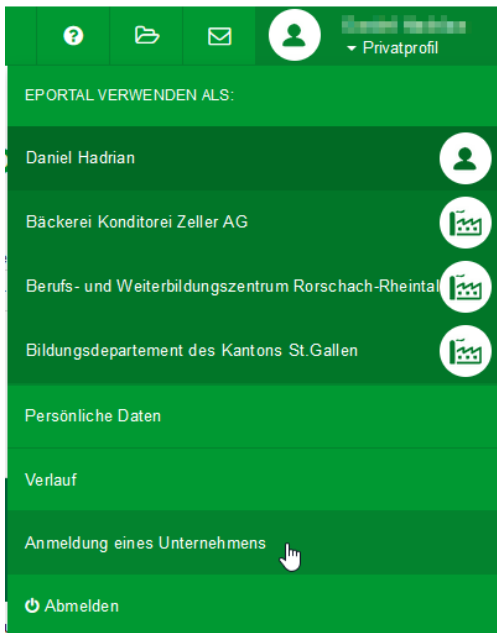 Privatprofil
EPORTAL VERWENDEN ALS:
Daniel Hadrian
Bäckerei Konditorei Zeller AG
Berufs- und Weiterbildungszentrum Rorschach-Rheintal
Bildungsdepartement des Kantons St.Gallen
Persönliche Daten
Verlauf
Anmeldung eines Unternehmens
Abmelden